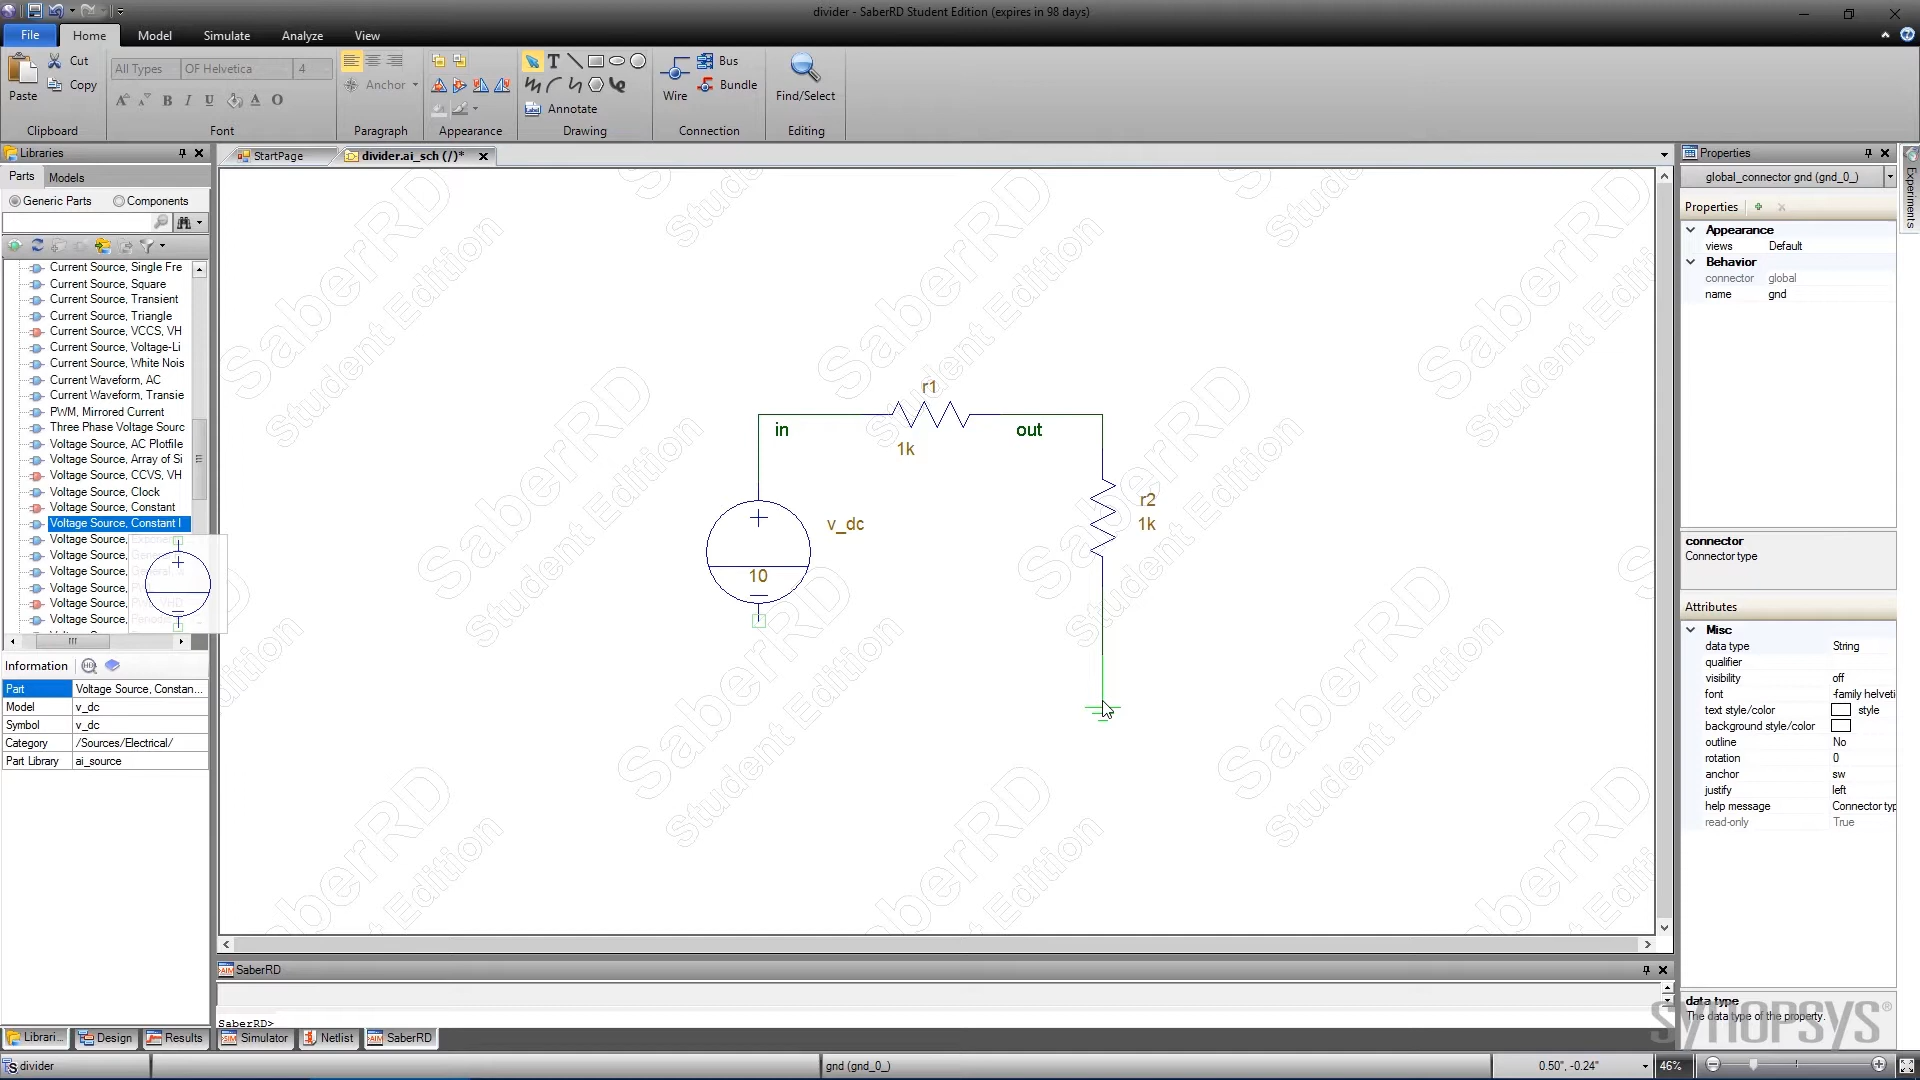 divider - SaberRD Student Edition (expires in 98 days)
File Home Model Simulate Analyze View
Paste Cut Copy
Clipboard
All Types OF Helvetica 4
B I U A O
Font
Anchor
Paragraph
Appearance
T
Annotate
Drawing
Wire Bus Bundle
Connection
Find/Select
Editing
Libraries
Parts Models
Generic Parts Components
Current Source, Single Fre
Current Source, Square
Current Source, Transient
Current Source, Triangle
Current Source, VCCS, VH
Current Source, Voltage-Li
Current Source, White Nois
Current Waveform, AC
Current Waveform, Transie
PWM, Mirrored Current
Three Phase Voltage Sourc
Voltage Source, AC Plotfile
Voltage Source, Array of Si
Voltage Source, CCVS, VH
Voltage Source, Clock
Voltage Source, Constant
Voltage Source, Constant I
Voltage Source,
Voltage Source,
Voltage Source,
Voltage Source,
Voltage Source,
Voltage Source,
Information
Part Voltage Source, Constan...
Model v_dc
Symbol v_dc
Category /Sources/Electrical/
Part Library ai_source
Librari... Design Results
StartPage divider.ai_sch (/)*
SaberRD
Student Edition
r1
in out
1k
r2
1k
v_dc
10
SaberRD
SaberRD>
Simulator Netlist SaberRD
Properties
global_connector gnd (gnd_0_)
Properties
Appearance
views Default
Behavior
connector global
name gnd
connector
Connector type
Attributes
Misc
data type String
qualifier
visibility off
font -family helveti
text style/color style
background style/color
outline No
rotation 0
anchor sw
justify left
help message Connector typ
read-only True
data type
The data type of the property.
SYNOPSYS®
Experiments
divider gnd (gnd_0_) 0.50", -0.24" 46%